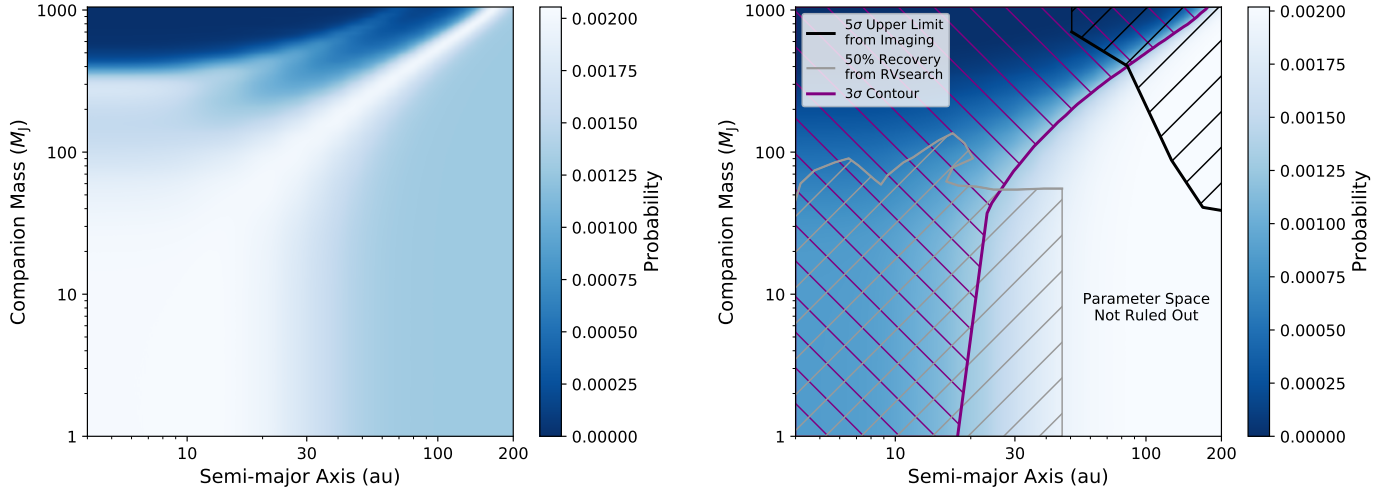 1000
100
10
1
Companion Mass (MJ)
10
30
100
200
Semi-major Axis (au)
0.00200
0.00175
0.00150
0.00125
0.00100
0.00075
0.00050
0.00025
0.00000
Probability
1000
100
10
1
Companion Mass (MJ)
5σ Upper Limit
from Imaging
50% Recovery
from RVsearch
3σ Contour
Parameter Space
Not Ruled Out
10
30
100
200
Semi-major Axis (au)
0.00200
0.00175
0.00150
0.00125
0.00100
0.00075
0.00050
0.00025
0.00000
Probability